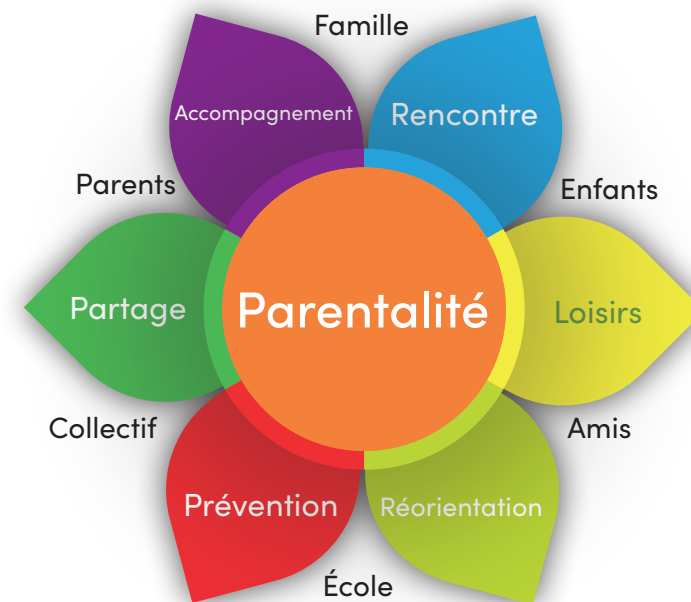 Famille
Accompagnement
Rencontre
Parents
Enfants
Partage
Parentalité
Loisirs
Collectif
Amis
Prévention
Réorientation
École